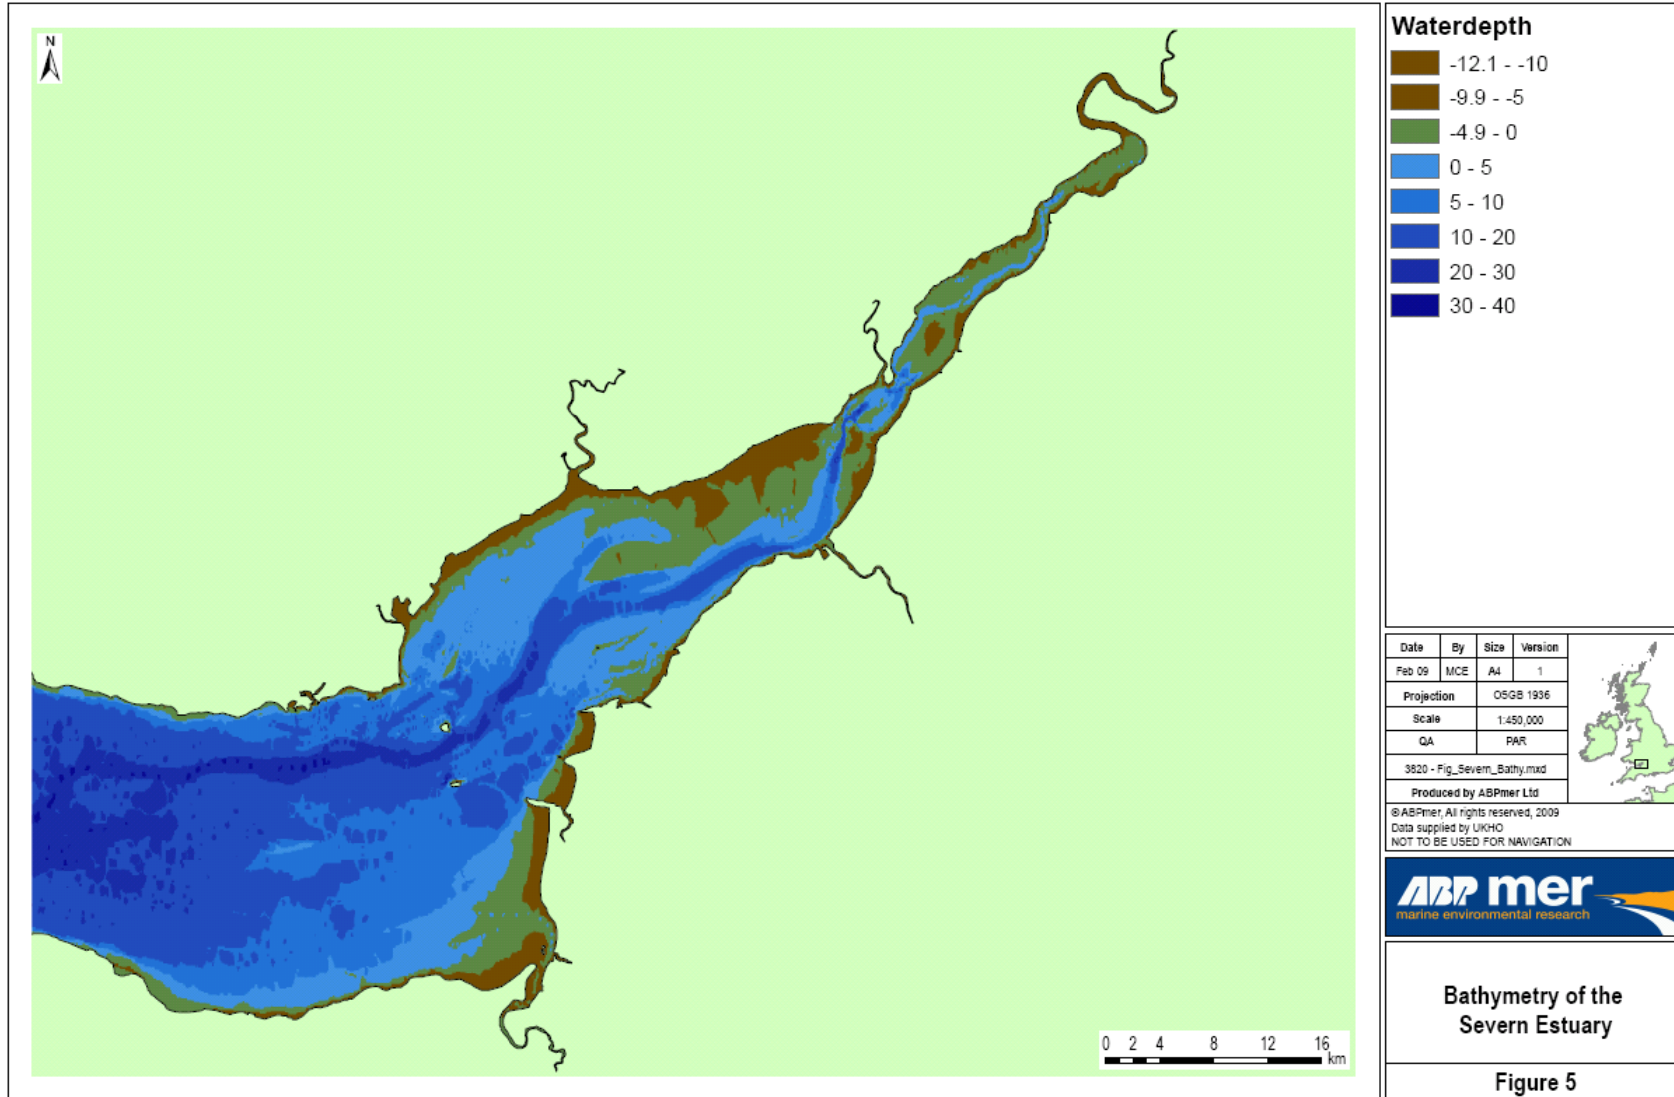 N
Waterdepth
-12.1 - -10
-9.9 - -5
-4.9 - 0
0 - 5
5 - 10
10 - 20
20 - 30
30 - 40
Date By Size Version
Feb 09 MCE A4 1
Projection OSGB 1936
Scale 1:450,000
QA PAR
3820 - Fig_Severn_Bathy.mxd
Produced by ABPmer Ltd
©ABPmer, All rights reserved, 2009
Data supplied by UKHO
NOT TO BE USED FOR NAVIGATION
ABP mer
marine environmental research
Bathymetry of the
Severn Estuary
Figure 5
0 2 4 8 12 16
km